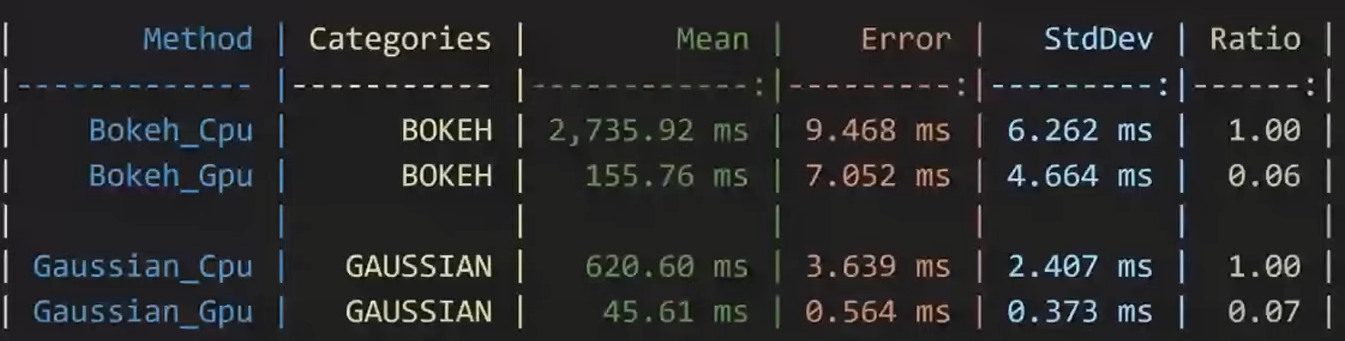 |       Method | Categories |        Mean |    Error |   StdDev | Ratio |
|------------- |----------- |------------:|---------:|---------:|------:|
|    Bokeh_Cpu |      BOKEH | 2,735.92 ms | 9.468 ms | 6.262 ms |  1.00 |
|    Bokeh_Gpu |      BOKEH |   155.76 ms | 7.052 ms | 4.664 ms |  0.06 |
|              |            |             |          |          |       |
| Gaussian_Cpu |   GAUSSIAN |   620.60 ms | 3.639 ms | 2.407 ms |  1.00 |
| Gaussian_Gpu |   GAUSSIAN |    45.61 ms | 0.564 ms | 0.373 ms |  0.07 |